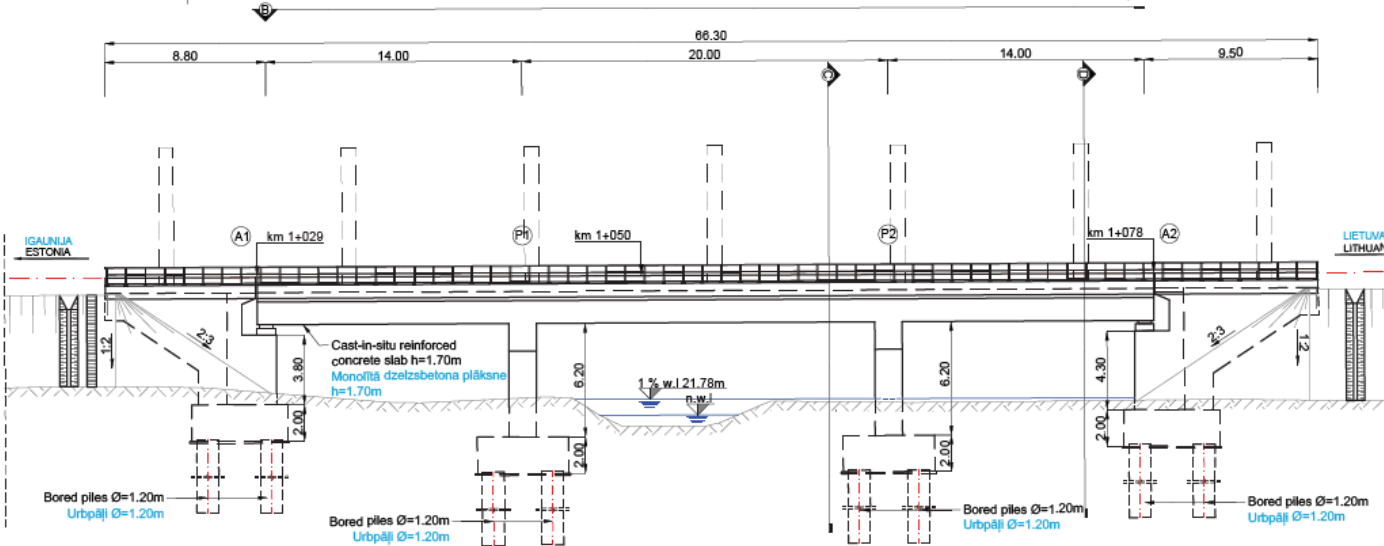 B
66.30
8.80
14.00
20.00
14.00
9.50
C
D
IGAUNIJA
ESTONIA
A1
km 1+029
P1
km 1+050
P2
km 1+078
A2
LIETUVA
LITHUAN
1:2
2:3
2:3
1:2
Cast-in-situ reinforced
concrete slab h=1.70m
Monolītā dzelzsbetona plāksne
h=1.70m
3.80
6.20
6.20
4.30
1 % w.l 21.78m
n.w.l
2.00
2.00
2.00
2.00
Bored piles Ø=1.20m
Urbpāļi Ø=1.20m
Bored piles Ø=1.20m
Urbpāļi Ø=1.20m
Bored piles Ø=1.20m
Urbpāļi Ø=1.20m
Bored piles Ø=1.20m
Urbpāļi Ø=1.20m